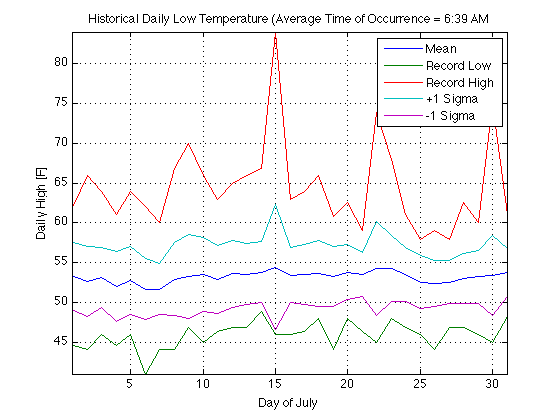 Historical Daily Low Temperature (Average Time of Occurrence = 6:39 AM
Mean
Record Low
Record High
+1 Sigma
-1 Sigma
Daily High [F]
80
75
70
65
60
55
50
45
5
10
15
20
25
30
Day of July